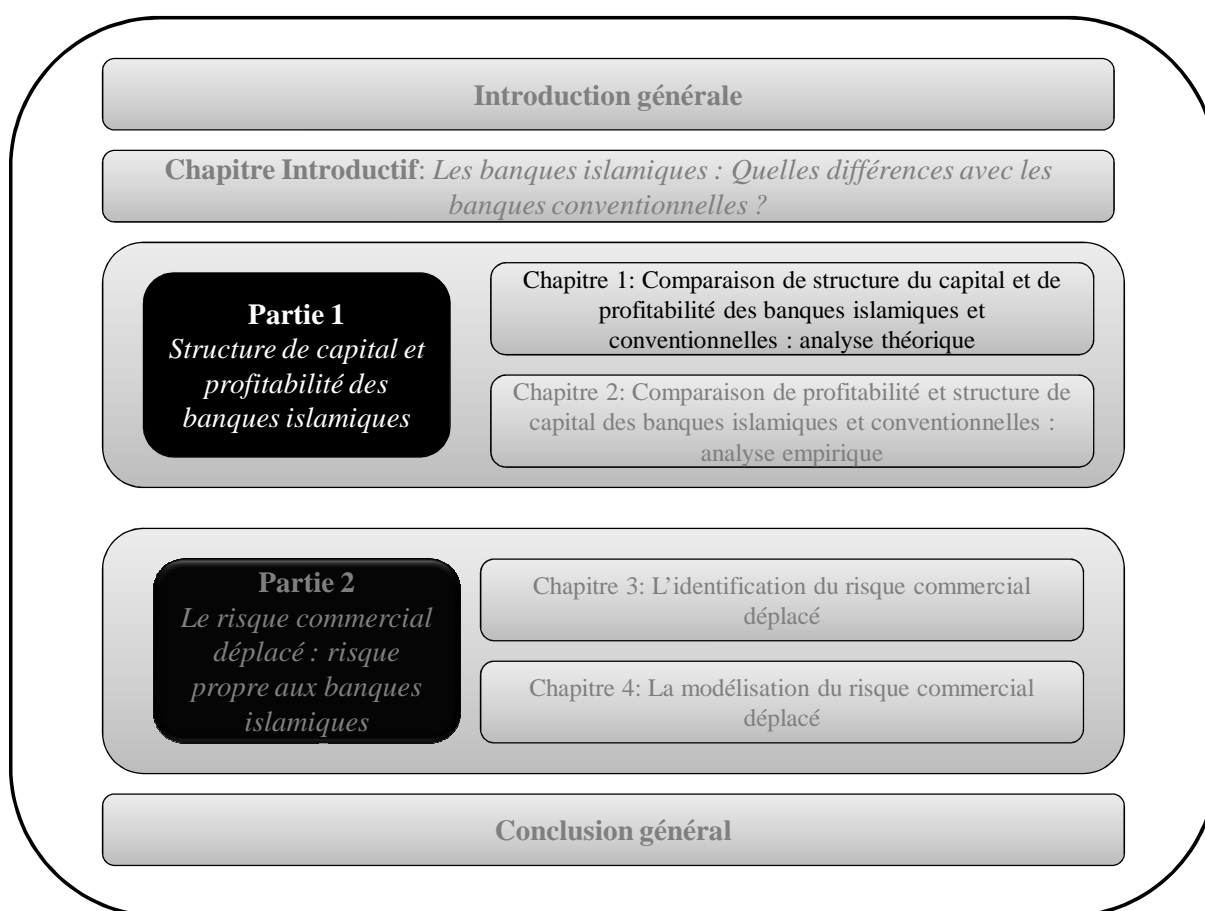 Introduction générale
Chapitre Introductif: Les banques islamiques : Quelles différences avec les
banques conventionnelles ?
Partie 1
Structure de capital et
profitabilité des
banques islamiques
Chapitre 1: Comparaison de structure du capital et de
profitabilité des banques islamiques et
conventionnelles : analyse théorique
Chapitre 2: Comparaison de profitabilité et structure de
capital des banques islamiques et conventionnelles :
analyse empirique
Partie 2
Le risque commercial
déplacé : risque
propre aux banques
islamiques
Chapitre 3: L’identification du risque commercial
déplacé
Chapitre 4: La modélisation du risque commercial
déplacé
Conclusion général